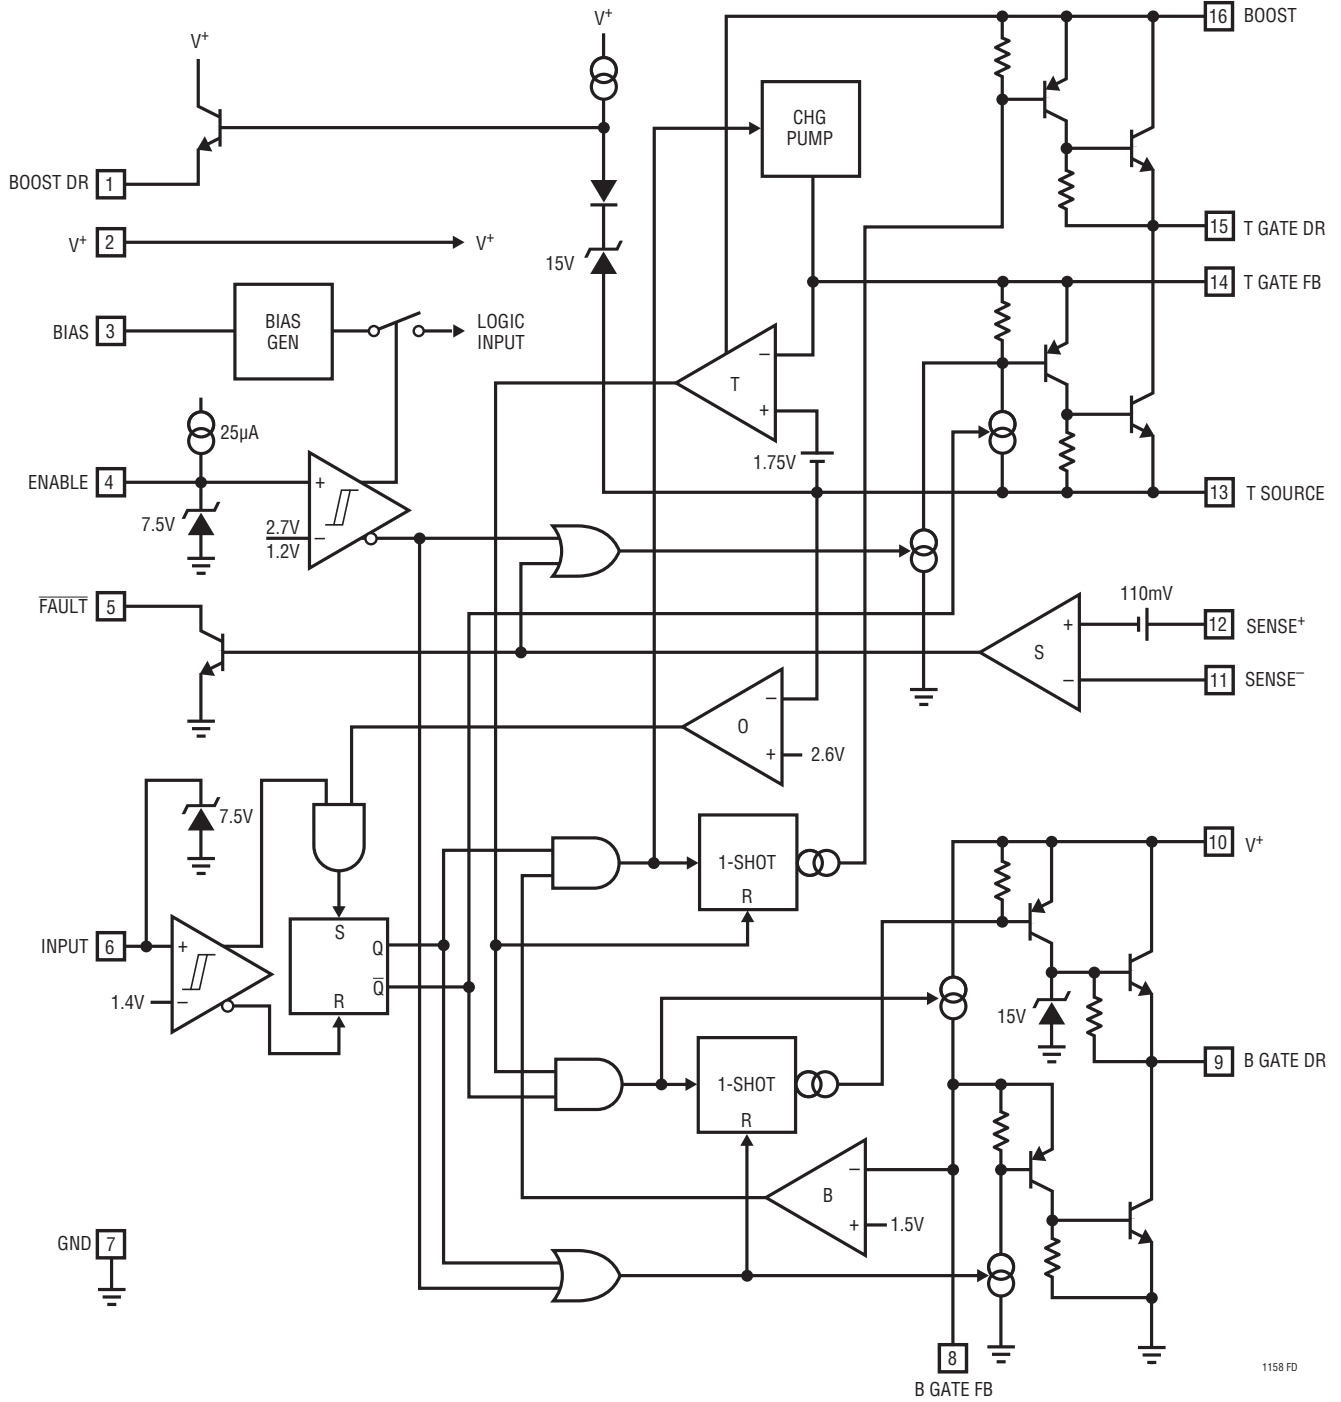 V+
V+
16 BOOST
CHG
PUMP
BOOST DR 1
15 T GATE DR
V+ 2
V+
15V
14 T GATE FB
BIAS 3
BIAS
GEN
LOGIC
INPUT
−
T
+
25µA
1.75V
ENABLE 4
+
13 T SOURCE
7.5V
2.7V
−
1.2V
FAULT 5
110mV
+
12 SENSE+
S
−
11 SENSE−
−
O
+
2.6V
7.5V
10 V+
1-SHOT
R
S
INPUT 6
+
Q
Q
1.4V
−
R
15V
1-SHOT
9 B GATE DR
R
−
B
+
1.5V
GND 7
8
B GATE FB
1158 FD